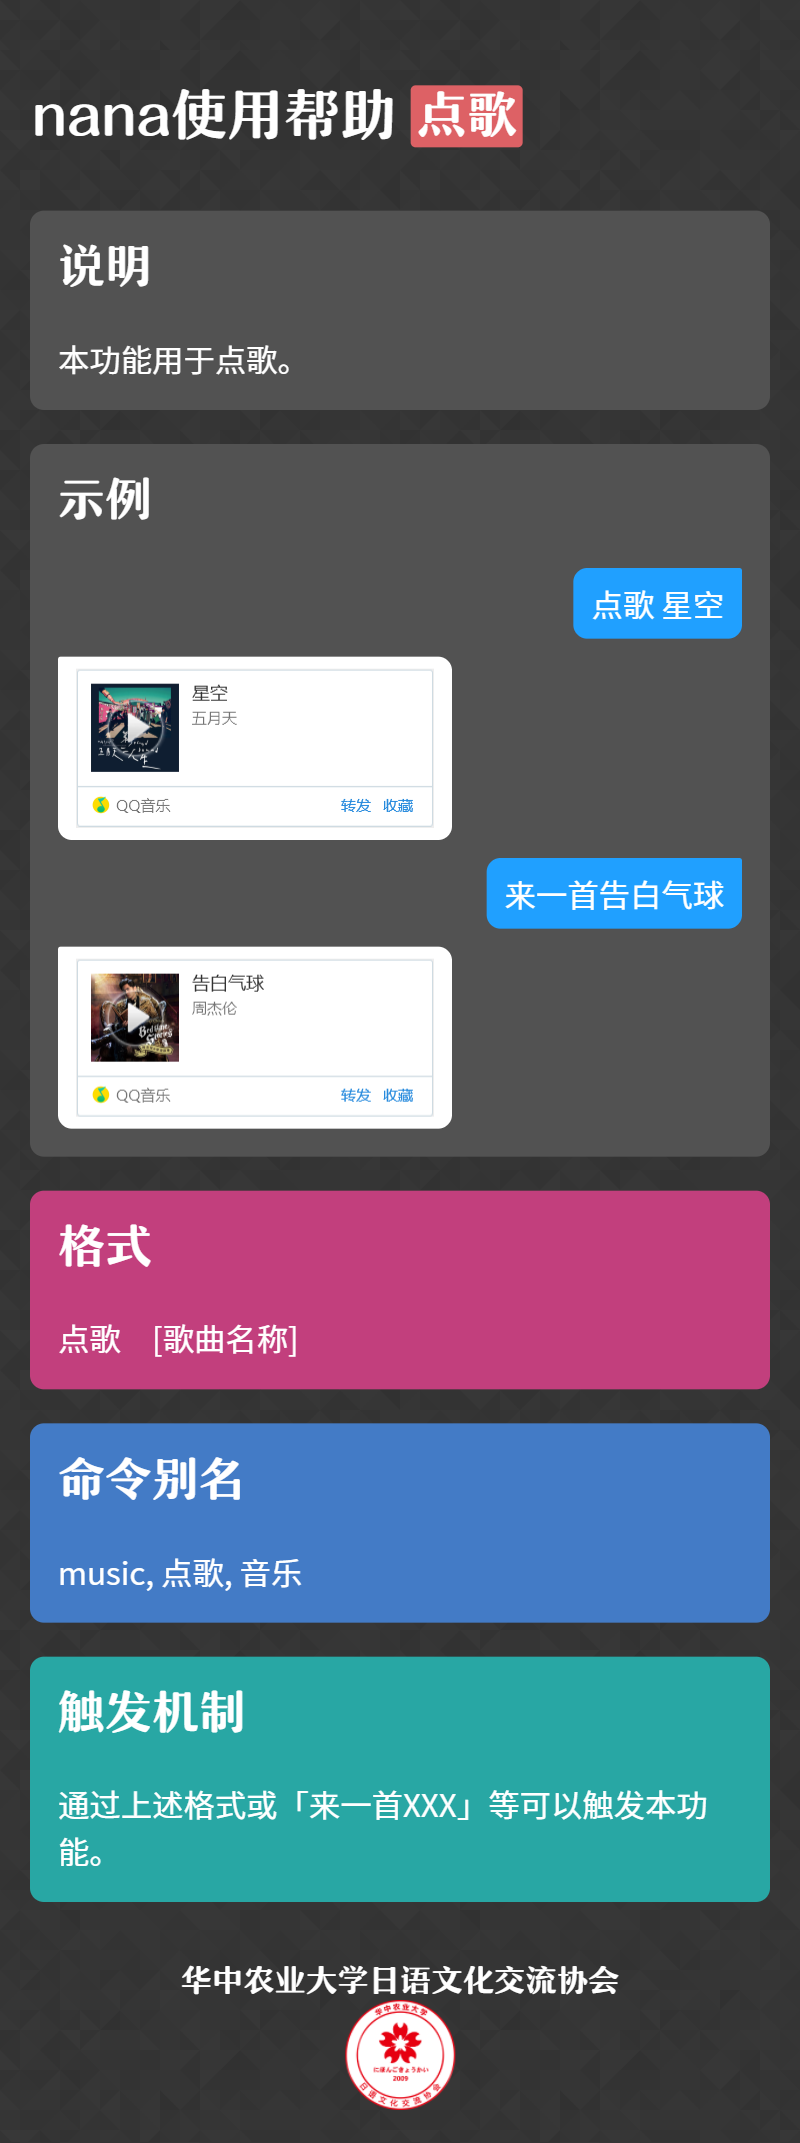 nana使用帮助 点歌
说明
本功能用于点歌。
示例
点歌 星空
星空
五月天
QQ音乐 转发 收藏
来一首告白气球
告白气球
周杰伦
QQ音乐 转发 收藏
格式
点歌　[歌曲名称]
命令别名
music, 点歌, 音乐
触发机制
通过上述格式或「来一首XXX」等可以触发本功
能。
华中农业大学日语文化交流协会
华中农业大学
にほんごきょうかい
2009
日语文化交流协会